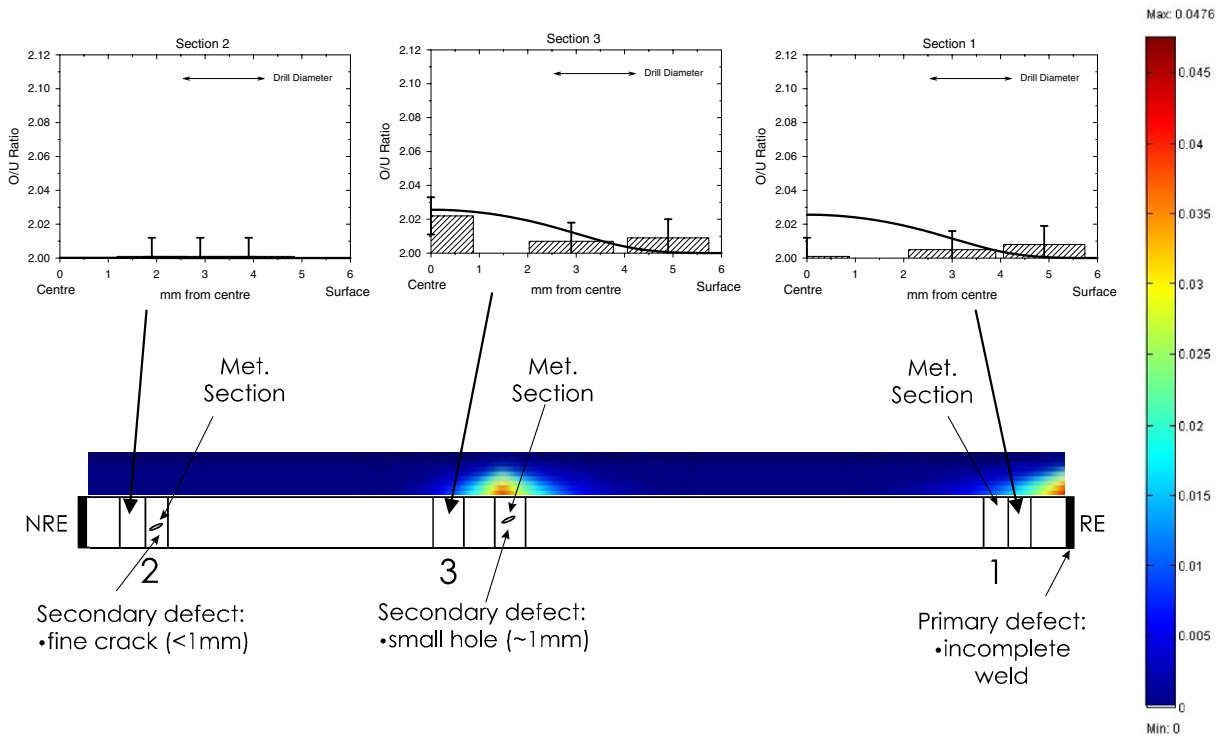 Max: 0.0476
Section 2
2.12
2.10
2.08
2.06
2.04
2.02
2.00
O/U Ratio
Drill Diameter
0 1 2 3 4 5 6
Centre mm from centre Surface
Section 3
2.12
2.10
2.08
2.06
2.04
2.02
2.00
O/U Ratio
Drill Diameter
0 1 2 3 4 5 6
Centre mm from centre Surface
Section 1
2.12
2.10
2.08
2.06
2.04
2.02
2.00
O/U Ratio
Drill Diameter
0 1 2 3 4 5 6
Centre mm from centre Surface
0.045
0.04
0.035
0.03
0.025
0.02
0.015
0.01
0.005
0
Min: 0
Met.
Section
Met.
Section
Met.
Section
NRE
RE
2
3
1
Secondary defect:
•fine crack (<1mm)
Secondary defect:
•small hole (~1mm)
Primary defect:
•incomplete
weld